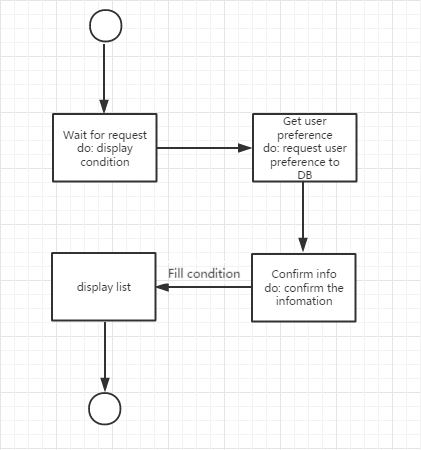 Wait for request
do: display
condition
Get user
preference
do: request user
preference to
DB
Fill condition
display list
Confirm info
do: confirm the
infomation